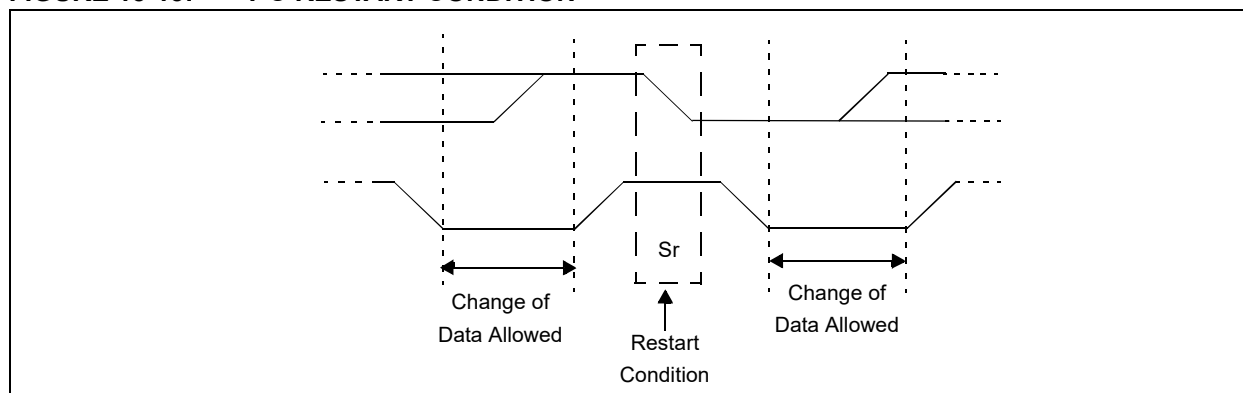 Sr
Change of
Data Allowed
Restart
Condition
Change of
Data Allowed